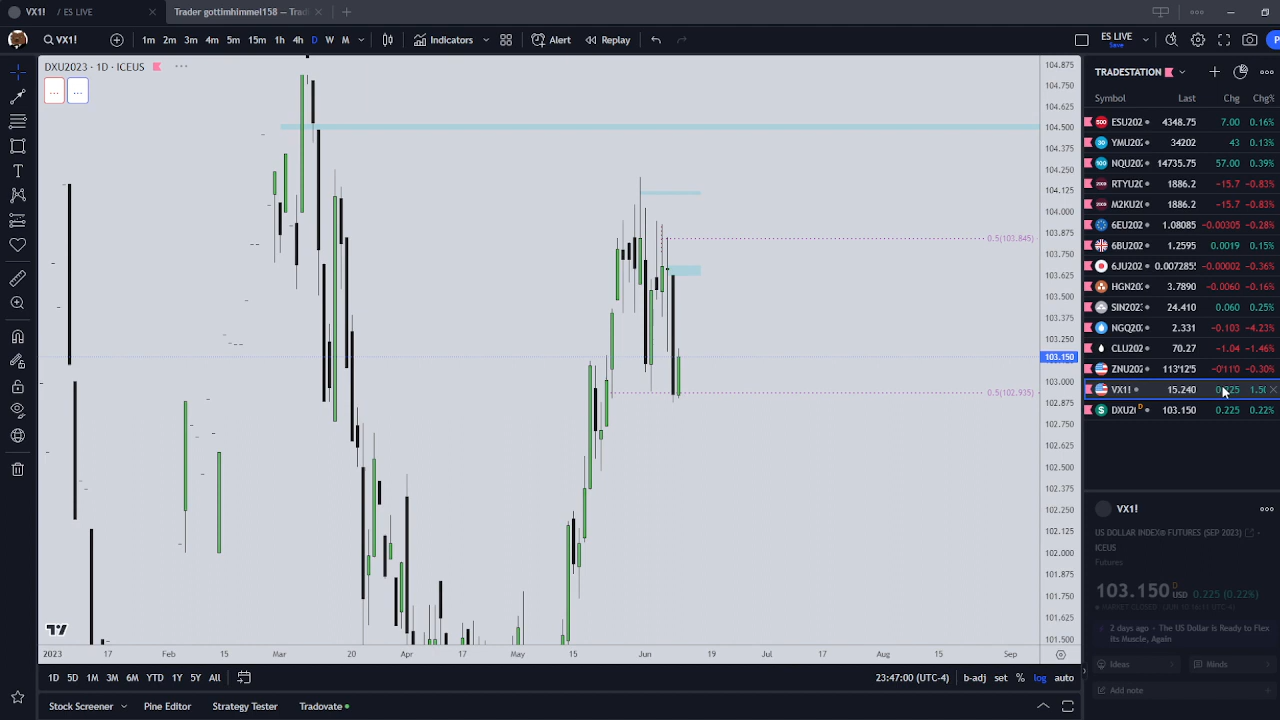 VX1! / ES LIVE
Trader gottimhimmel158 — Tradi
VX1!
1m 2m 3m 4m 5m 15m 1h 4h D W M
Indicators
Alert
Replay
ES LIVE
Save
P
DXU2023 · 1D · ICEUS
... ...
104.875
104.750
104.625
104.500
104.375
104.250
104.125
104.000
103.875
103.750
103.625
103.500
103.375
103.250
103.150
103.000
102.875
102.750
102.625
102.500
102.375
102.250
102.125
102.000
101.875
101.750
101.625
101.500
0.5(103.845)
0.5(102.935)
2023 17 Feb 15 Mar 20 Apr 17 May 15 Jun 19 Jul 17 Aug 15 Sep
1D 5D 1M 3M 6M YTD 1Y 5Y All
23:47:00 (UTC-4) b-adj set % log auto
Stock Screener
Pine Editor
Strategy Tester
Tradovate
TRADESTATION
Symbol Last Chg Chg%
ESU202 4348.75 7.00 0.16%
YMU202 34202 43 0.13%
NQU202 14735.75 57.00 0.39%
RTYU20 1886.2 −15.7 −0.83%
M2KU20 1886.2 −15.7 −0.83%
6EU202 1.08085 −0.00305 −0.28%
6BU202 1.2595 0.0019 0.15%
6JU202 0.007285 −0.00002 −0.36%
HGN202 3.7890 −0.0060 −0.16%
SIN202 24.410 0.060 0.25%
NGQ202 2.331 −0.103 −4.23%
CLU202 70.27 −1.04 −1.46%
ZNU202 113'12'5 −0'11'0 −0.30%
VX1! 15.240 0.225
DXU2 D 103.150 0.225 0.22%
VX1!
US DOLLAR INDEX® FUTURES (SEP 2023)
ICEUS
Futures
103.150 D USD 0.225 (0.22%)
MARKET CLOSED
2 days ago · The US Dollar is Ready to Flex
its Muscle, Again
Ideas
Minds
Add note